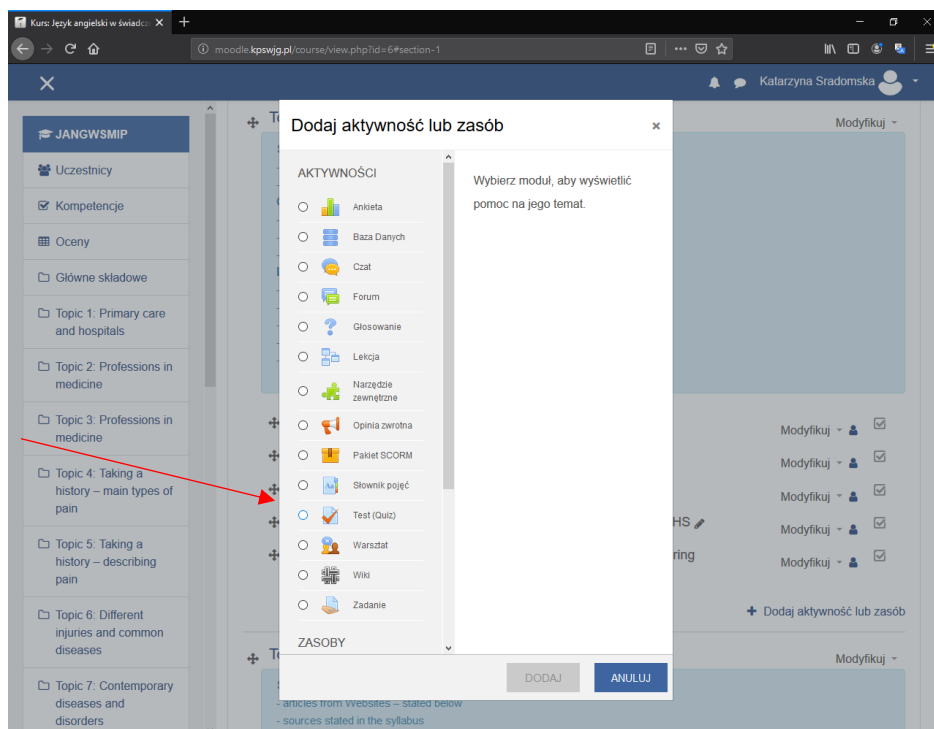 Kurs: Język angielski w świadcz
moodle.kpswjg.pl/course/view.php?id=6#section-1
Katarzyna Sradomska
JANGWSMIP
Uczestnicy
Kompetencje
Oceny
Główne składowe
Topic 1: Primary care
and hospitals
Topic 2: Professions in
medicine
Topic 3: Professions in
medicine
Topic 4: Taking a
history – main types of
pain
Topic 5: Taking a
history – describing
pain
Topic 6: Different
injuries and common
diseases
Topic 7: Contemporary
diseases and
disorders
Modyfikuj
Dodaj aktywność lub zasób
×
AKTYWNOŚCI
Ankieta
Baza Danych
Czat
Forum
Głosowanie
Lekcja
Narzędzie
zewnętrzne
Opinia zwrotna
Pakiet SCORM
Słownik pojęć
Test (Quiz)
Warsztat
Wiki
Zadanie
ZASOBY
Wybierz moduł, aby wyświetlić
pomoc na jego temat.
DODAJ
ANULUJ
Modyfikuj
Modyfikuj
Modyfikuj
HS
Modyfikuj
ring
Modyfikuj
+ Dodaj aktywność lub zasób
Modyfikuj
- articles from Websites – stated below
- sources stated in the syllabus